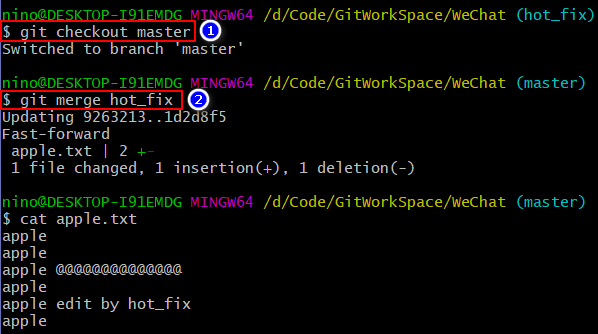 nino@DESKTOP-I91EMDG MINGW64 /d/Code/GitWorkSpace/WeChat (hot_fix)
$ git checkout master 1
Switched to branch 'master'
nino@DESKTOP-I91EMDG MINGW64 /d/Code/GitWorkSpace/WeChat (master)
$ git merge hot_fix 2
Updating 9263213..1d2d8f5
Fast-forward
 apple.txt | 2 +-
 1 file changed, 1 insertion(+), 1 deletion(-)
nino@DESKTOP-I91EMDG MINGW64 /d/Code/GitWorkSpace/WeChat (master)
$ cat apple.txt
apple
apple
apple @@@@@@@@@@@@@@
apple
apple edit by hot_fix
apple